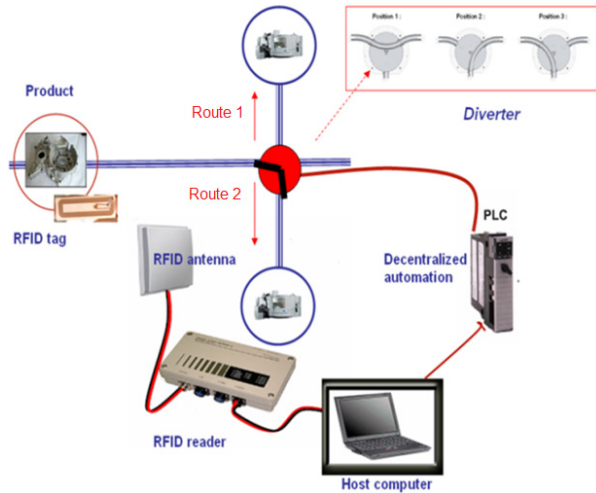 Position 1 :
Position 2 :
Position 3 :
Product
Route 1
Diverter
Route 2
PLC
RFID tag
RFID antenna
Decentralized
automation
RFID reader
Host computer